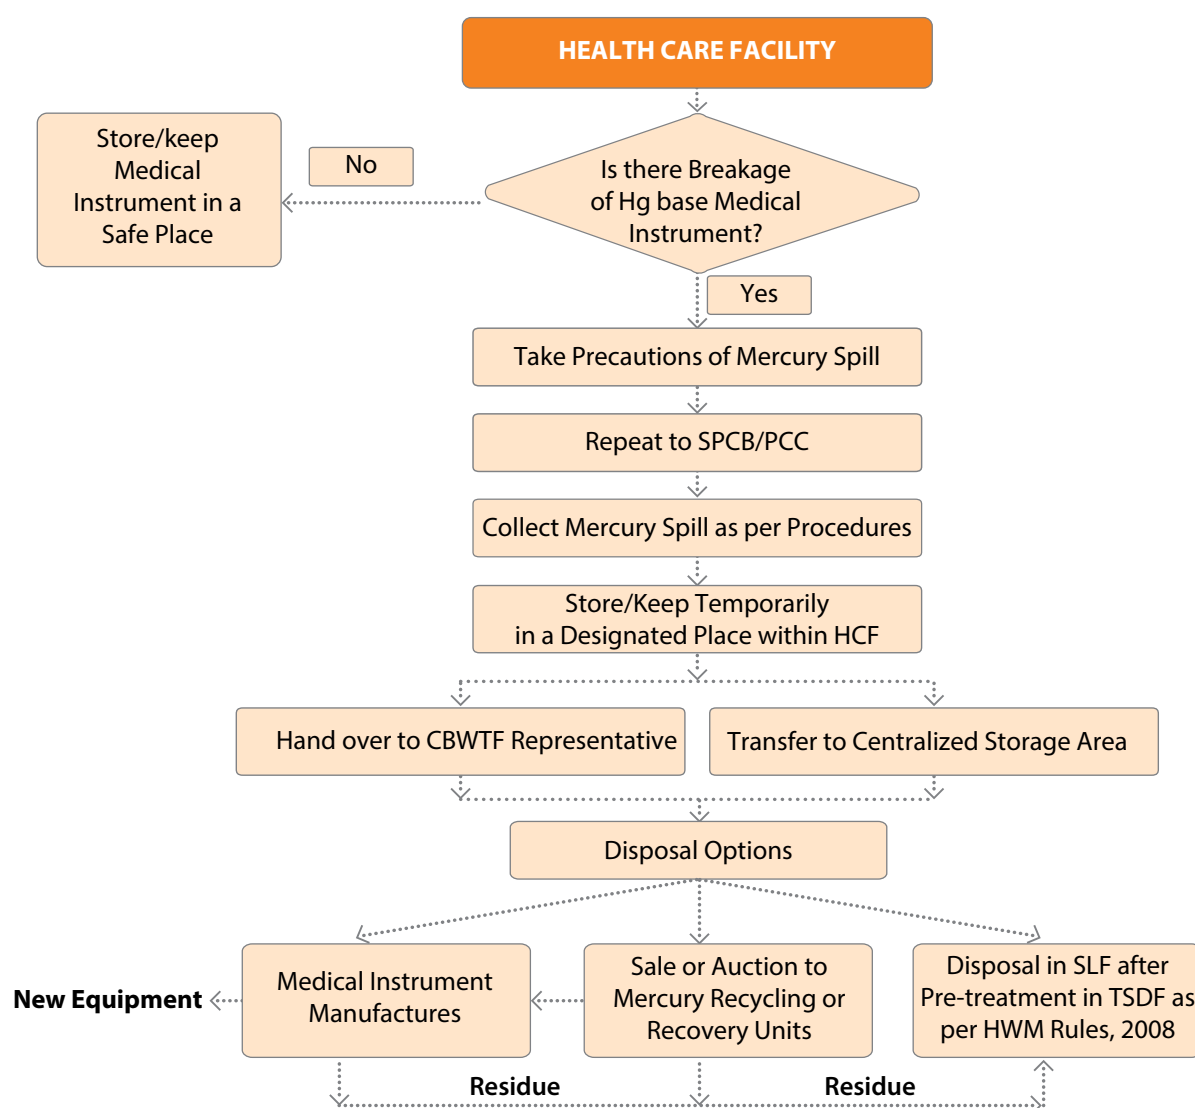 HEALTH CARE FACILITY
Store/keep
Medical
Instrument in a
Safe Place
No
Is there Breakage
of Hg base Medical
Instrument?
Yes
Take Precautions of Mercury Spill
Repeat to SPCB/PCC
Collect Mercury Spill as per Procedures
Store/Keep Temporarily
in a Designated Place within HCF
Hand over to CBWTF Representative
Transfer to Centralized Storage Area
Disposal Options
New Equipment
Medical Instrument
Manufactures
Sale or Auction to
Mercury Recycling or
Recovery Units
Disposal in SLF after
Pre-treatment in TSDF as
per HWM Rules, 2008
Residue
Residue